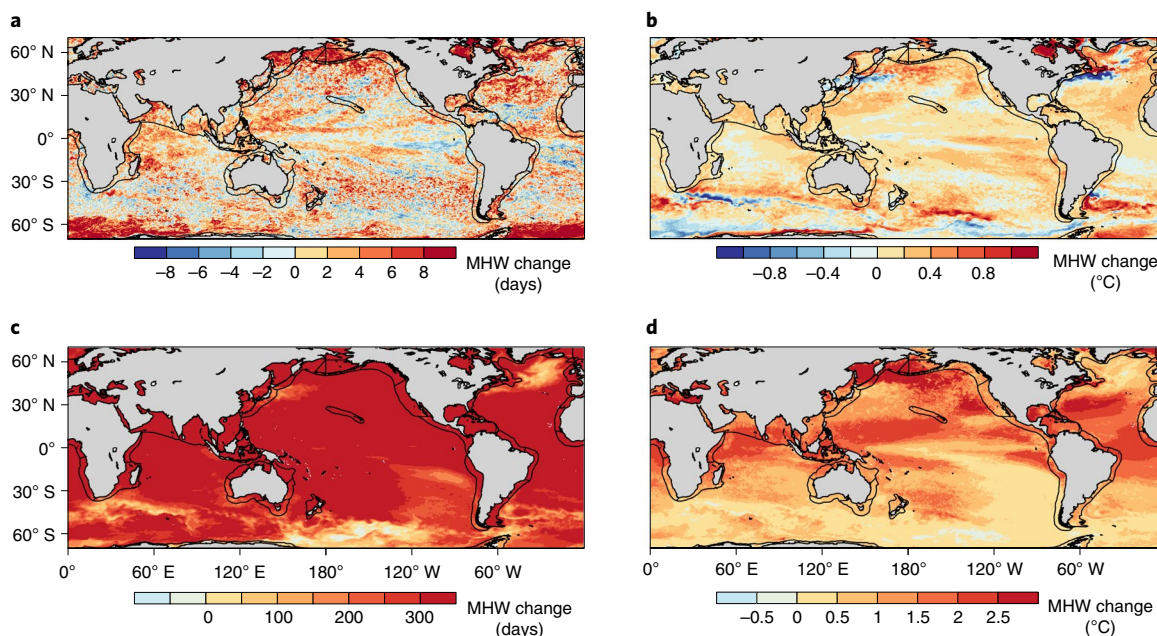 a
b
60° N
30° N
0°
30° S
60° S
−8 −6 −4 −2 0 2 4 6 8
MHW change
(days)
−0.8 −0.4 0 0.4 0.8
MHW change
(°C)
c
d
60° N
30° N
0°
30° S
60° S
0° 60° E 120° E 180° 120° W 60° W
0° 60° E 120° E 180° 120° W 60° W
0 100 200 300
MHW change
(days)
−0.5 0 0.5 1 1.5 2 2.5
MHW change
(°C)